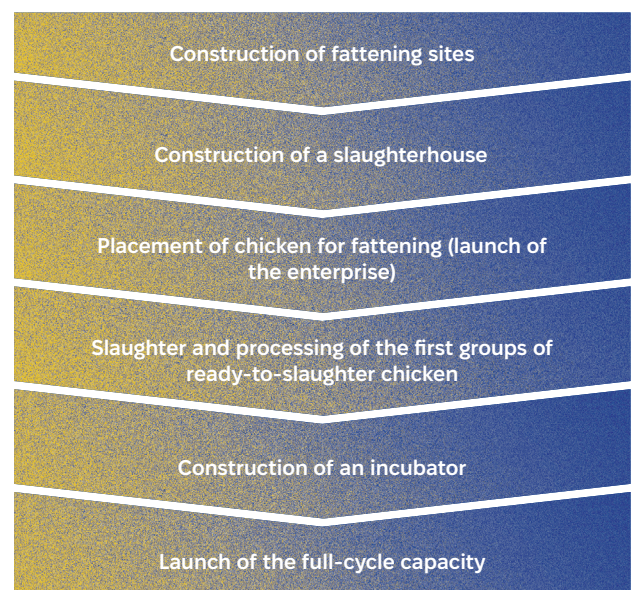 Construction of fattening sites
Construction of a slaughterhouse
Placement of chicken for fattening (launch of
the enterprise)
Slaughter and processing of the first groups of
ready-to-slaughter chicken
Construction of an incubator
Launch of the full-cycle capacity